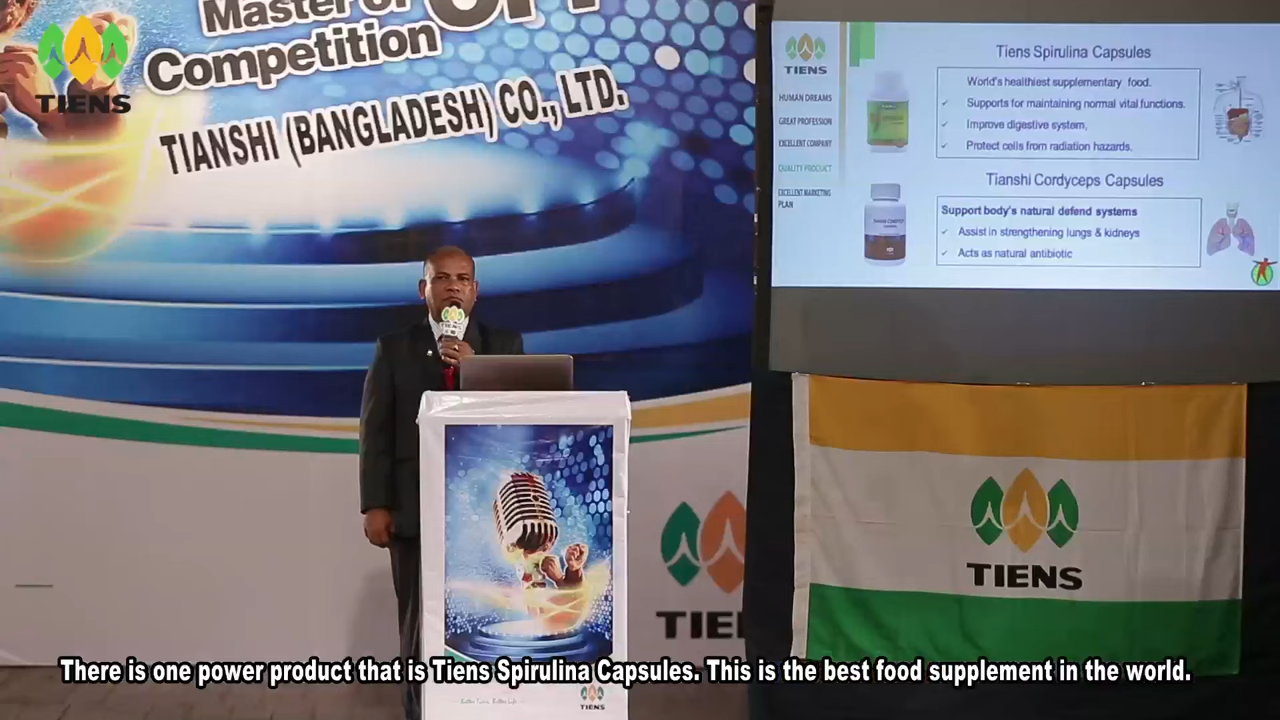 Master of
Competition
TIANSHI (BANGLADESH) CO., LTD.
TIENS
TIENS
HUMAN DREAMS
GREAT PROFESSION
EXCELLENT COMPANY
QUALITY PRODUCT
EXCELLENT MARKETING
PLAN
Tiens Spirulina Capsules
World's healthiest supplementary food.
✓ Supports for maintaining normal vital functions.
✓ Improve digestive system,
✓ Protect cells from radiation hazards.
Tianshi Cordyceps Capsules
Support body's natural defend systems
✓ Assist in strengthening lungs & kidneys
✓ Acts as natural antibiotic
TIENS
TIENS
TIE
TIENS
There is one power product that is Tiens Spirulina Capsules. This is the best food supplement in the world.